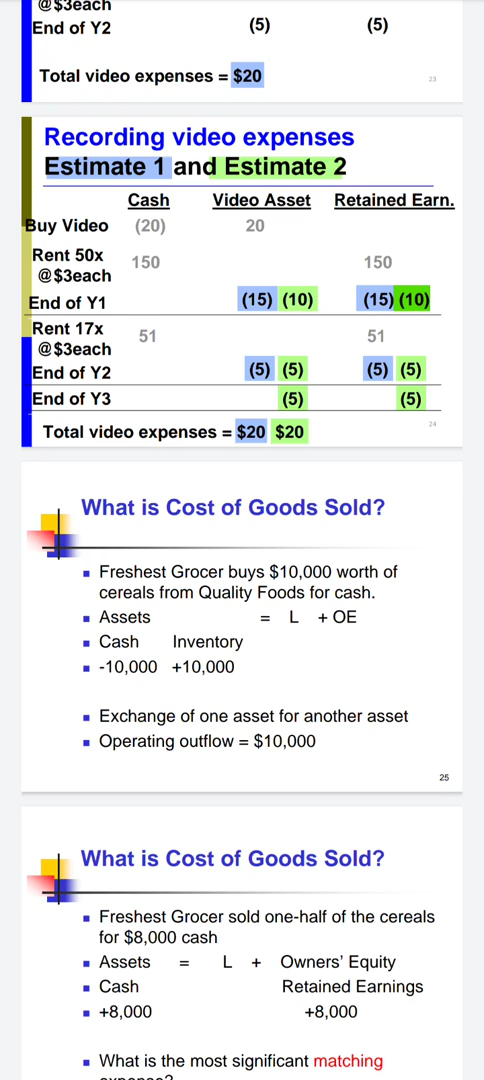 @$3each
End of Y2 (5) (5)
Total video expenses = $20
23
Recording video expenses
Estimate 1 and Estimate 2
Cash Video Asset Retained Earn.
Buy Video (20) 20
Rent 50x 150 150
@$3each
End of Y1 (15) (10) (15) (10)
Rent 17x 51 51
@$3each
End of Y2 (5) (5) (5) (5)
End of Y3 (5) (5)
Total video expenses = $20 $20
24
What is Cost of Goods Sold?
Freshest Grocer buys $10,000 worth of
cereals from Quality Foods for cash.
Assets = L + OE
Cash Inventory
-10,000 +10,000
Exchange of one asset for another asset
Operating outflow = $10,000
25
What is Cost of Goods Sold?
Freshest Grocer sold one-half of the cereals
for $8,000 cash
Assets = L + Owners' Equity
Cash Retained Earnings
+8,000 +8,000
What is the most significant matching
expense?